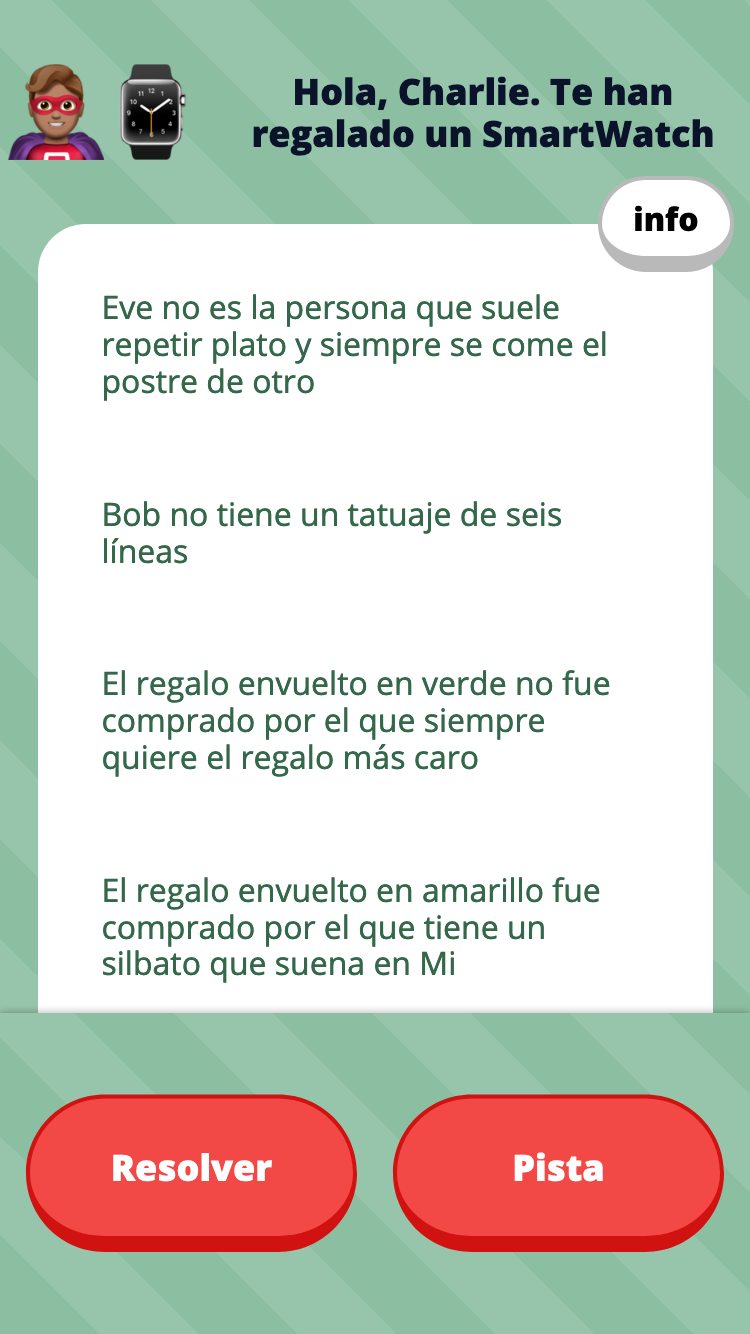 Hola, Charlie. Te han
regalado un SmartWatch
info
Eve no es la persona que suele
repetir plato y siempre se come el
postre de otro
Bob no tiene un tatuaje de seis
líneas
El regalo envuelto en verde no fue
comprado por el que siempre
quiere el regalo más caro
El regalo envuelto en amarillo fue
comprado por el que tiene un
silbato que suena en Mi
Resolver
Pista